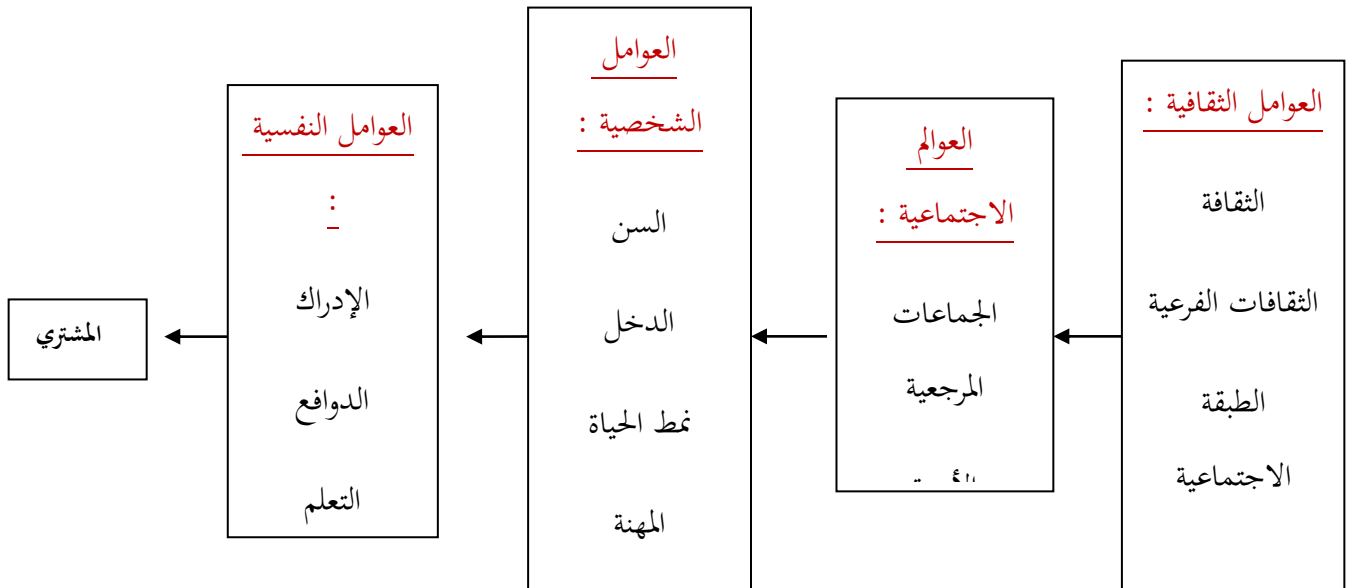 العوامل الثقافية :
الثقافة
الثقافات الفرعية
الطبقة
الاجتماعية
العوالم
الاجتماعية :
الجماعات
المرجعية
العوامل
الشخصية :
السن
الدخل
نمط الحياة
المهنة
العوامل النفسية
:
الإدراك
الدوافع
التعلم
المشتري